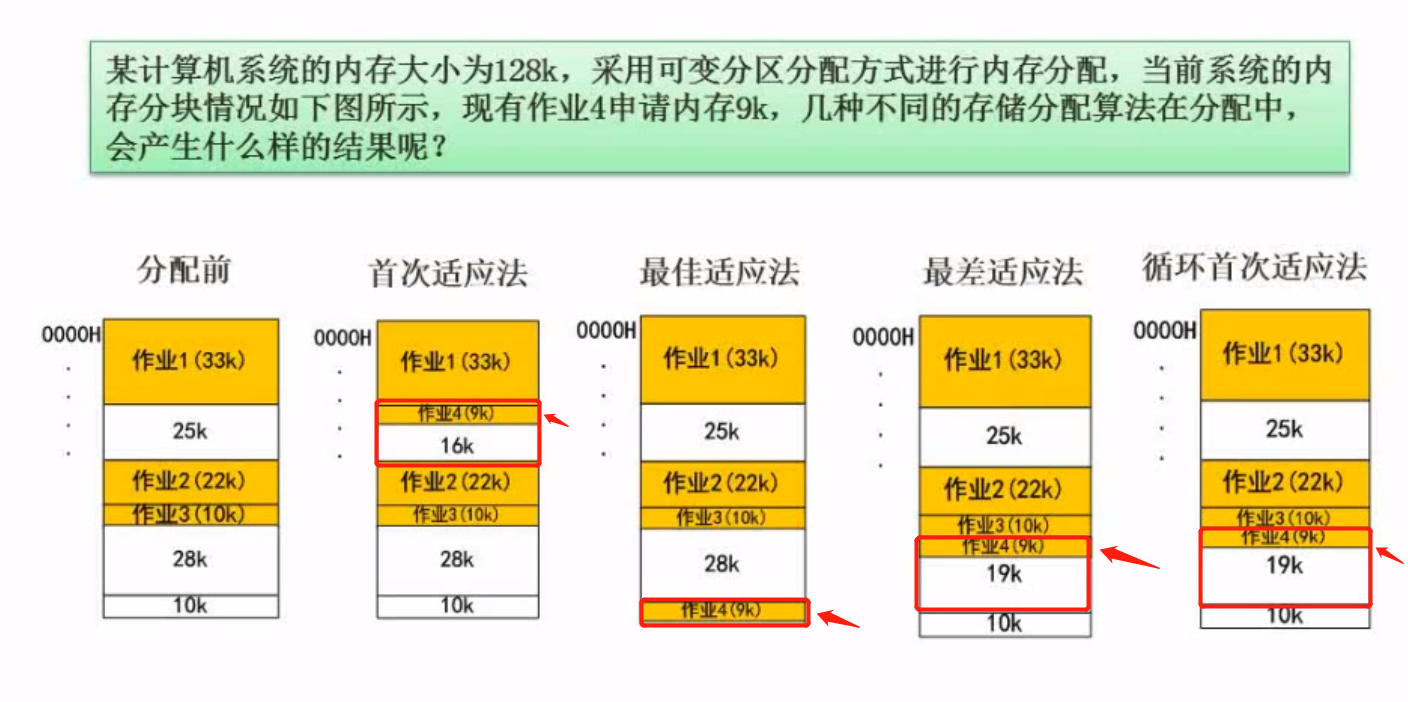 某计算机系统的内存大小为128k，采用可变分区分配方式进行内存分配，当前系统的内
存分块情况如下图所示，现有作业4申请内存9k，几种不同的存储分配算法在分配中，
会产生什么样的结果呢？
分配前
0000H
作业1(33k)
25k
作业2(22k)
作业3(10k)
28k
10k
首次适应法
0000H
作业1(33k)
作业4(9k)
16k
作业2(22k)
作业3(10k)
28k
10k
最佳适应法
0000H
作业1(33k)
25k
作业2(22k)
作业3(10k)
28k
作业4(9k)
最差适应法
0000H
作业1(33k)
25k
作业2(22k)
作业3(10k)
作业4(9k)
19k
10k
循环首次适应法
0000H
作业1(33k)
25k
作业2(22k)
作业3(10k)
作业4(9k)
19k
10k